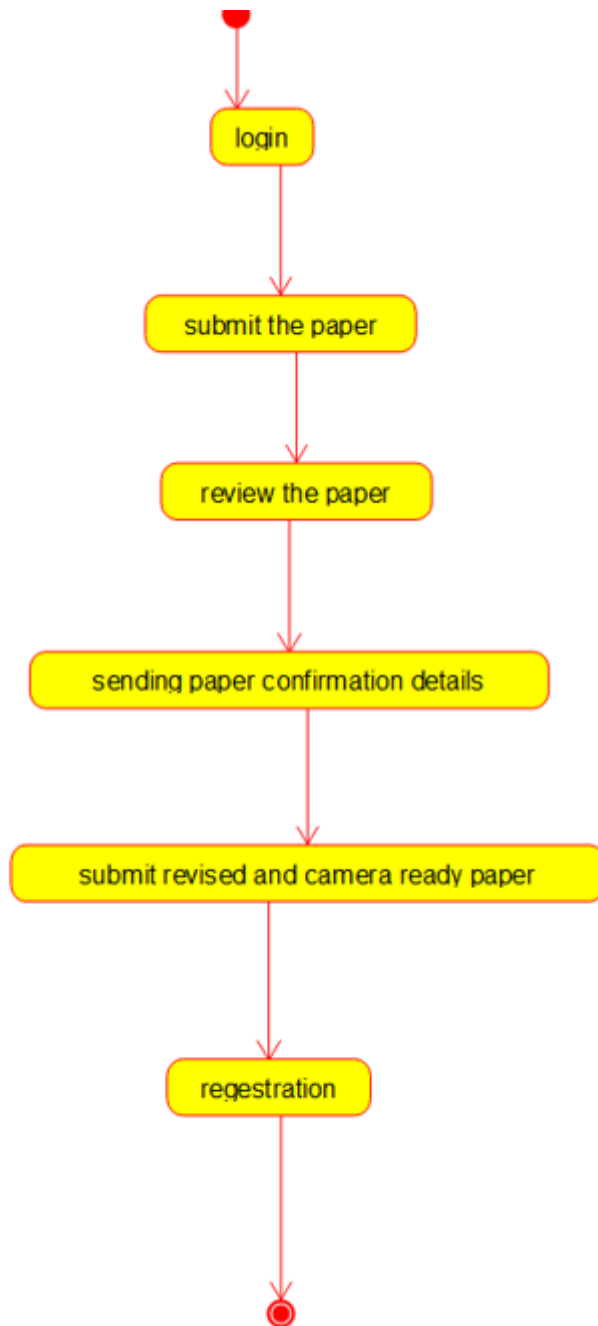 login
submit the paper
review the paper
sending paper confirmation details
submit revised and camera ready paper
regestration